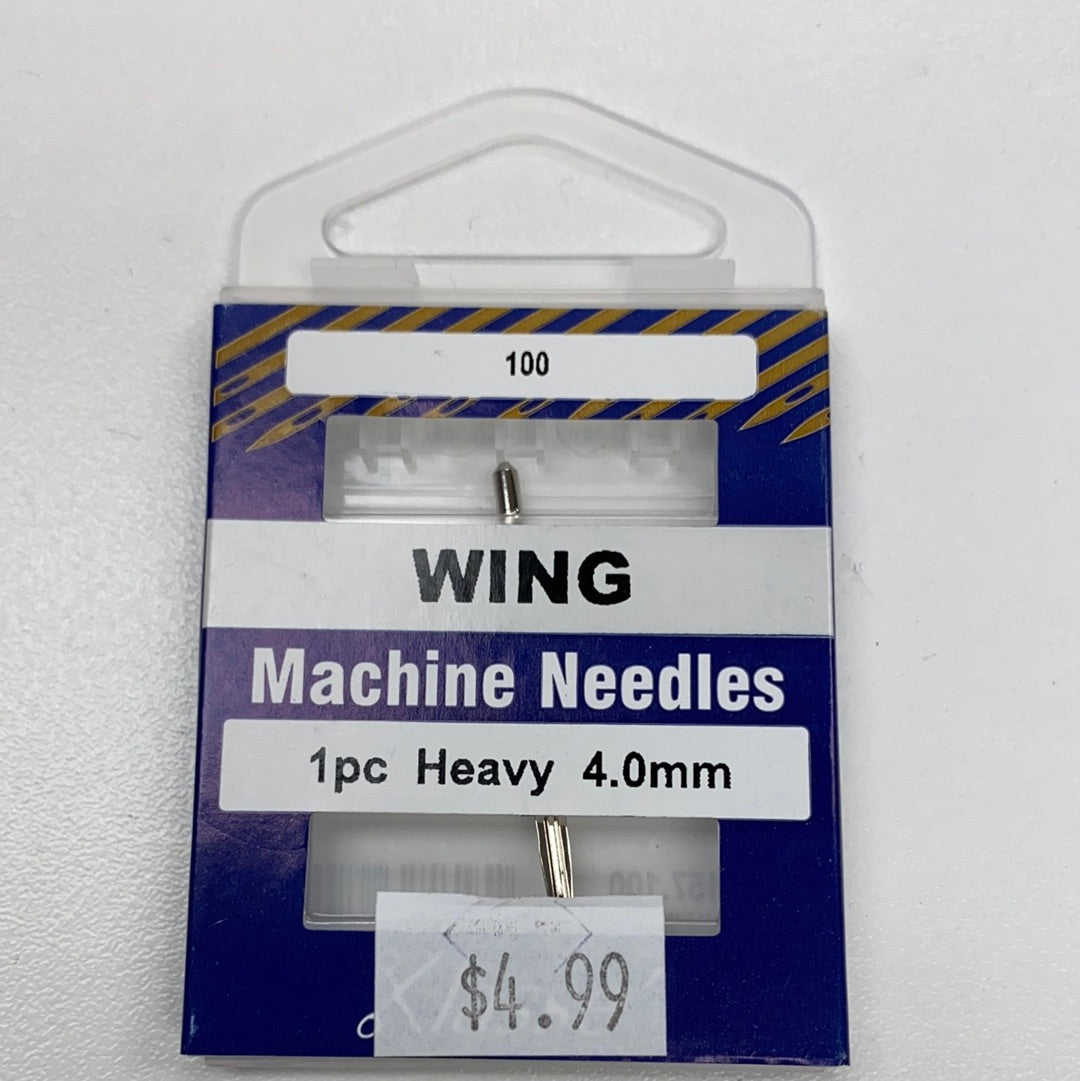 100
WING
Machine Needles
1pc Heavy 4.0mm
$4.99